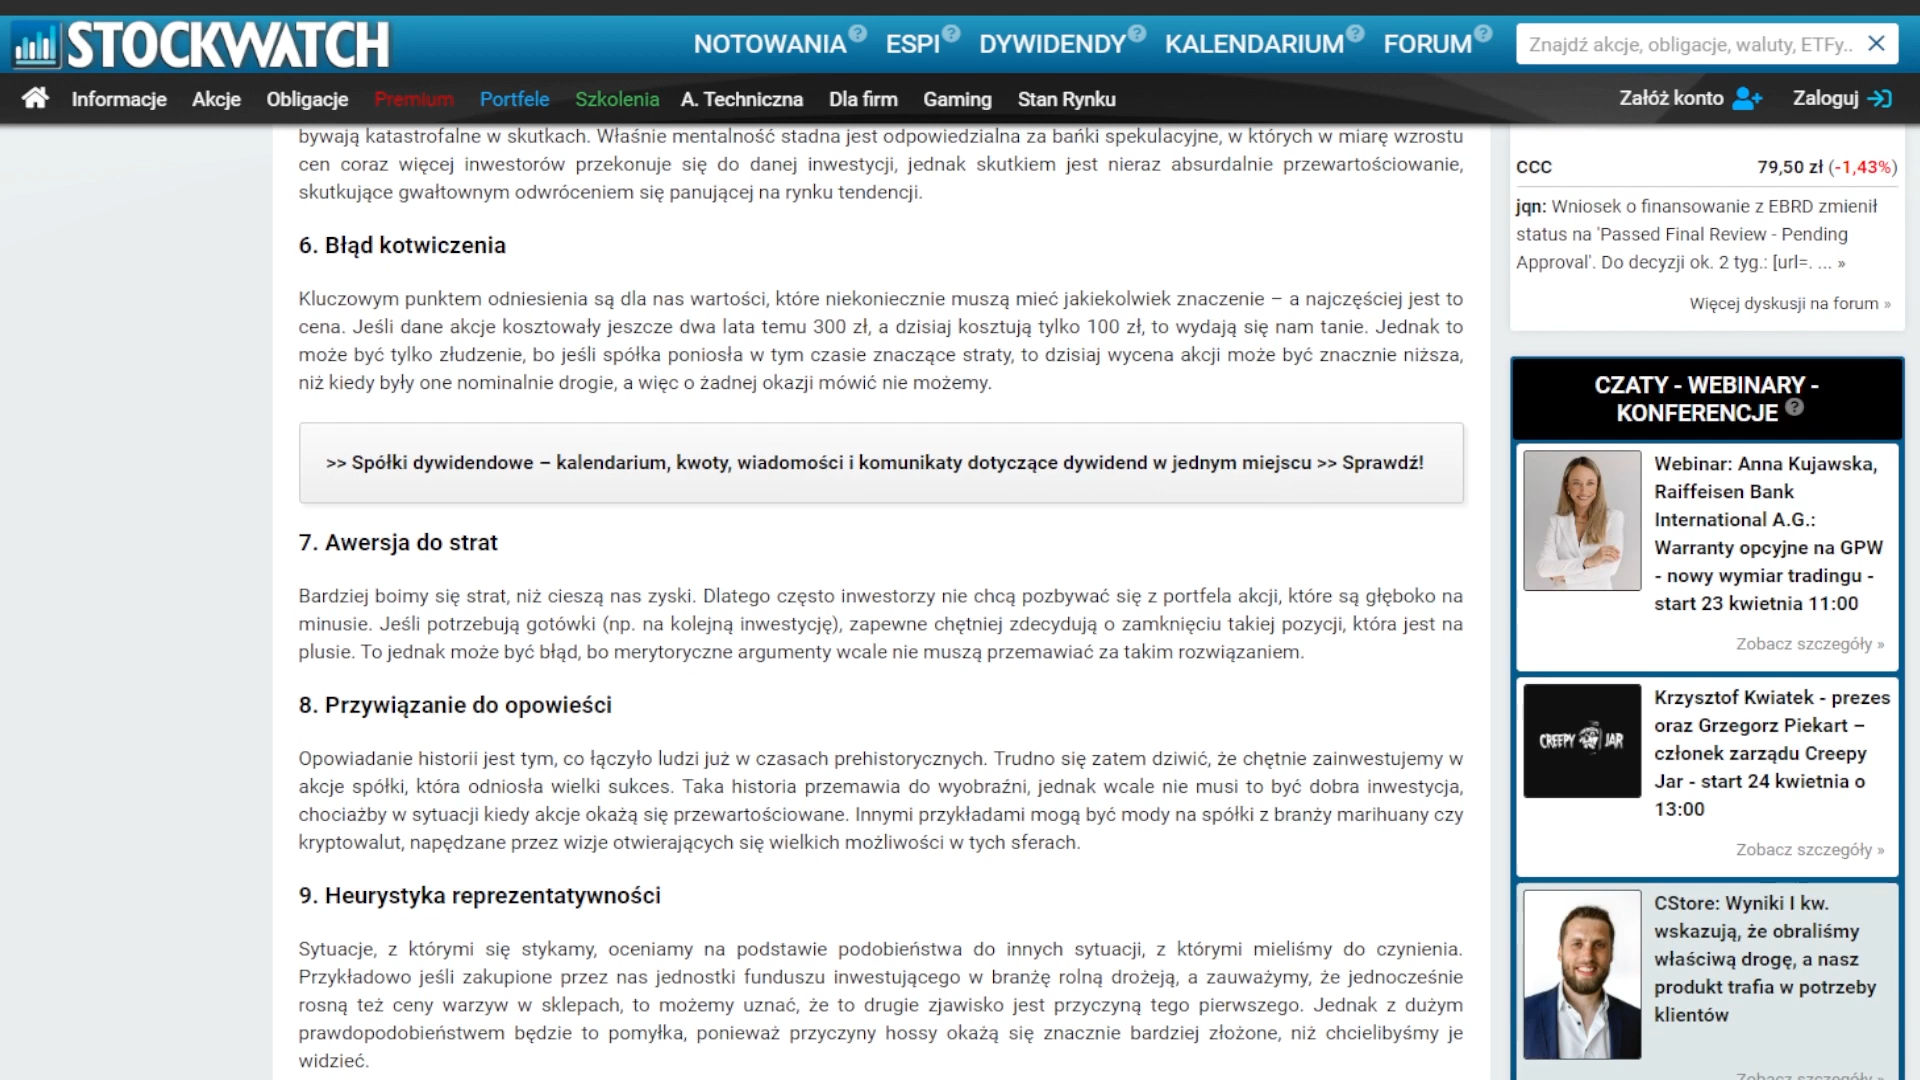 STOCKWATCH
NOTOWANIA? ESPI? DYWIDENDY? KALENDARIUM? FORUM?
Znajdź akcje, obligacje, waluty, ETFy..
Informacje Akcje Obligacje Premium Portfele Szkolenia A. Techniczna Dla firm Gaming Stan Rynku
Załóż konto Zaloguj
bywają katastrofalne w skutkach. Właśnie mentalność stadna jest odpowiedzialna za bańki spekulacyjne, w których w miarę wzrostu
cen coraz więcej inwestorów przekonuje się do danej inwestycji, jednak skutkiem jest nieraz absurdalnie przewartościowanie,
skutkujące gwałtownym odwróceniem się panującej na rynku tendencji.
6. Błąd kotwiczenia
Kluczowym punktem odniesienia są dla nas wartości, które niekoniecznie muszą mieć jakiekolwiek znaczenie – a najczęściej jest to
cena. Jeśli dane akcje kosztowały jeszcze dwa lata temu 300 zł, a dzisiaj kosztują tylko 100 zł, to wydają się nam tanie. Jednak to
może być tylko złudzenie, bo jeśli spółka poniosła w tym czasie znaczące straty, to dzisiaj wycena akcji może być znacznie niższa,
niż kiedy były one nominalnie drogie, a więc o żadnej okazji mówić nie możemy.
>> Spółki dywidendowe – kalendarium, kwoty, wiadomości i komunikaty dotyczące dywidend w jednym miejscu >> Sprawdź!
7. Awersja do strat
Bardziej boimy się strat, niż cieszą nas zyski. Dlatego często inwestorzy nie chcą pozbywać się z portfela akcji, które są głęboko na
minusie. Jeśli potrzebują gotówki (np. na kolejną inwestycję), zapewne chętniej zdecydują o zamknięciu takiej pozycji, która jest na
plusie. To jednak może być błąd, bo merytoryczne argumenty wcale nie muszą przemawiać za takim rozwiązaniem.
8. Przywiązanie do opowieści
Opowiadanie historii jest tym, co łączyło ludzi już w czasach prehistorycznych. Trudno się zatem dziwić, że chętnie zainwestujemy w
akcje spółki, która odniosła wielki sukces. Taka historia przemawia do wyobraźni, jednak wcale nie musi to być dobra inwestycja,
chociażby w sytuacji kiedy akcje okażą się przewartościowane. Innymi przykładami mogą być mody na spółki z branży marihuany czy
kryptowalut, napędzane przez wizje otwierających się wielkich możliwości w tych sferach.
9. Heurystyka reprezentatywności
Sytuacje, z którymi się stykamy, oceniamy na podstawie podobieństwa do innych sytuacji, z którymi mieliśmy do czynienia.
Przykładowo jeśli zakupione przez nas jednostki funduszu inwestującego w branżę rolną drożeją, a zauważymy, że jednocześnie
rosną też ceny warzyw w sklepach, to możemy uznać, że to drugie zjawisko jest przyczyną tego pierwszego. Jednak z dużym
prawdopodobieństwem będzie to pomyłka, ponieważ przyczyny hossy okażą się znacznie bardziej złożone, niż chcielibyśmy je
widzieć.
CCC 79,50 zł (-1,43%)
jqn: Wniosek o finansowanie z EBRD zmienił
status na 'Passed Final Review - Pending
Approval'. Do decyzji ok. 2 tyg.: [url=. ... »
Więcej dyskusji na forum »
CZATY - WEBINARY -
KONFERENCJE ?
Webinar: Anna Kujawska,
Raiffeisen Bank
International A.G.:
Warranty opcyjne na GPW
- nowy wymiar tradingu -
start 23 kwietnia 11:00
Zobacz szczegóły »
CREEPY JAR
Krzysztof Kwiatek - prezes
oraz Grzegorz Piekart –
członek zarządu Creepy
Jar - start 24 kwietnia o
13:00
Zobacz szczegóły »
CStore: Wyniki I kw.
wskazują, że obraliśmy
właściwą drogę, a nasz
produkt trafia w potrzeby
klientów
Zobacz szczegóły »